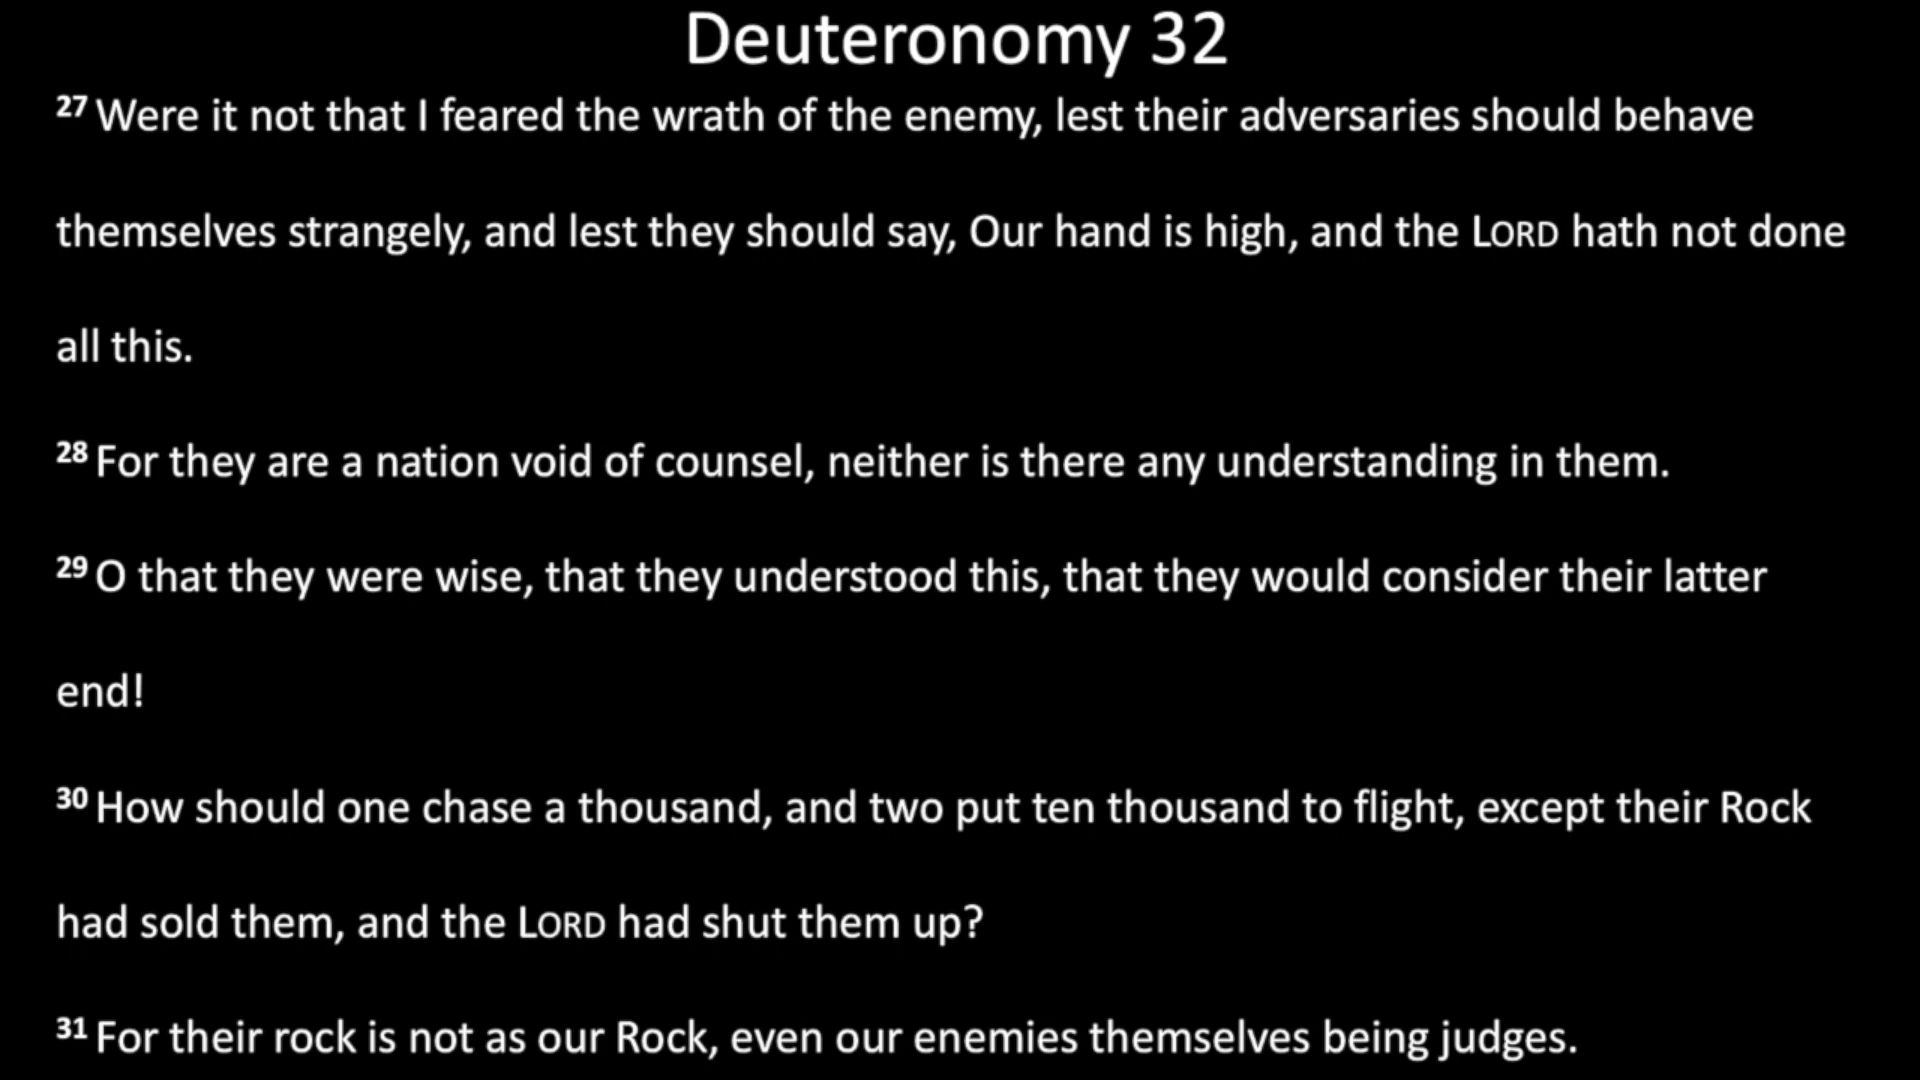 Deuteronomy 32
27 Were it not that I feared the wrath of the enemy, lest their adversaries should behave
themselves strangely, and lest they should say, Our hand is high, and the LORD hath not done
all this.
28 For they are a nation void of counsel, neither is there any understanding in them.
29 O that they were wise, that they understood this, that they would consider their latter
end!
30 How should one chase a thousand, and two put ten thousand to flight, except their Rock
had sold them, and the LORD had shut them up?
31 For their rock is not as our Rock, even our enemies themselves being judges.